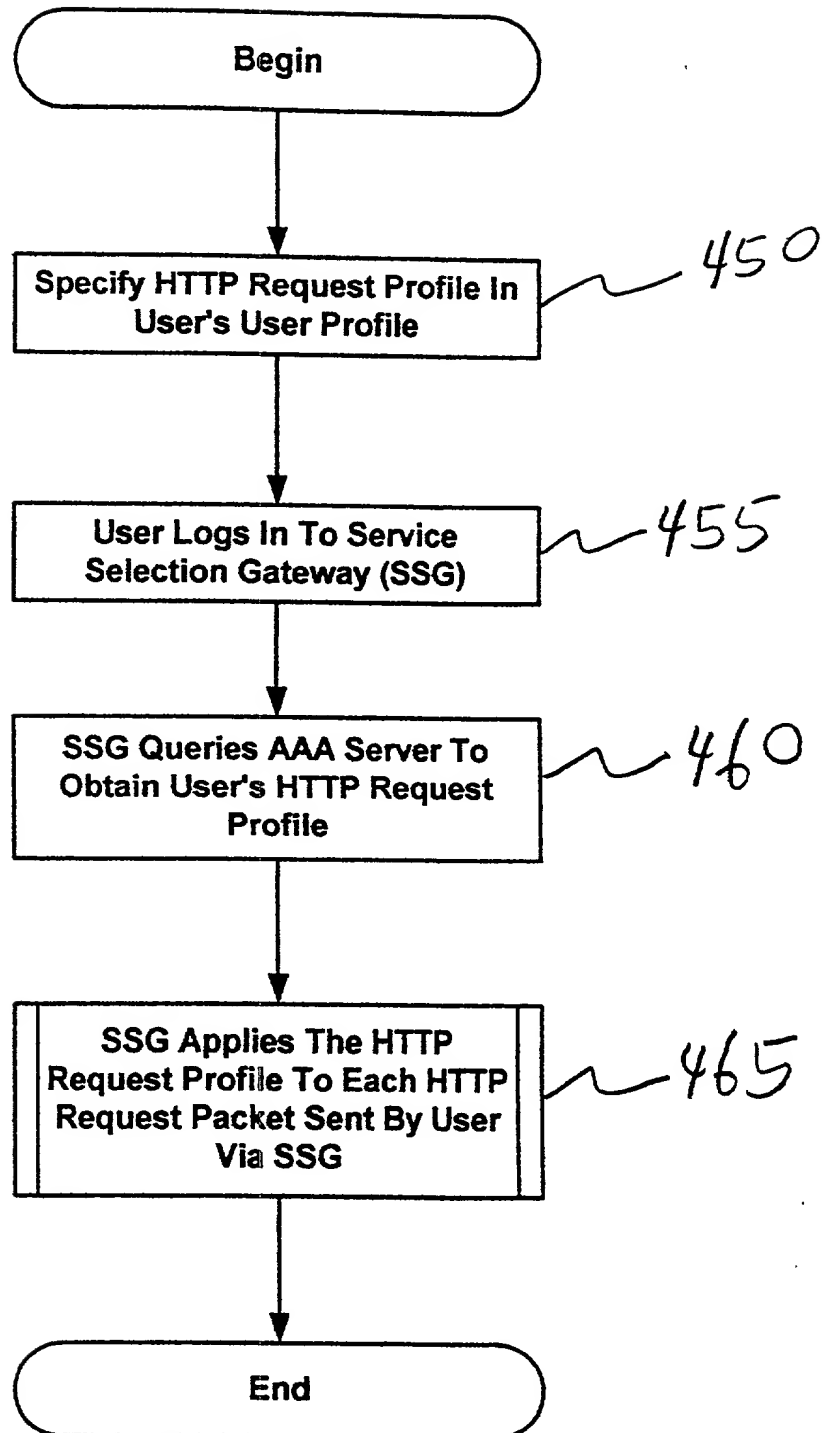 Begin
Specify HTTP Request Profile In
User's User Profile
450
User Logs In To Service
Selection Gateway (SSG)
455
SSG Queries AAA Server To
Obtain User's HTTP Request
Profile
460
SSG Applies The HTTP
Request Profile To Each HTTP
Request Packet Sent By User
Via SSG
465
End